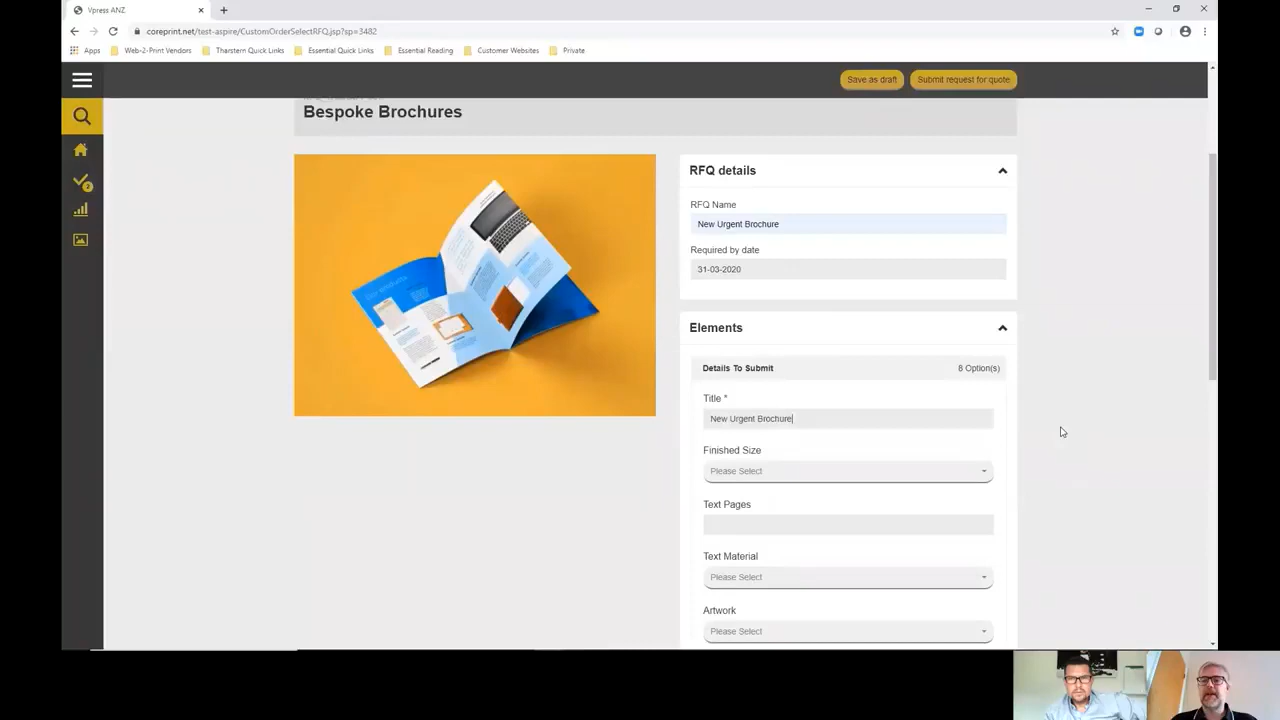 Vpress ANZ
coreprint.net/test-aspire/CustomOrderSelectRFQ.jsp?sp=3482
Apps Web-2-Print Vendors Tharstern Quick Links Essential Quick Links Essential Reading Customer Websites Private
Save as draft Submit request for quote
Bespoke Brochures
RFQ details
RFQ Name
New Urgent Brochure
Required by date
31-03-2020
Elements
Details To Submit 8 Option(s)
Title *
New Urgent Brochure
Finished Size
Please Select
Text Pages
Text Material
Please Select
Artwork
Please Select
2